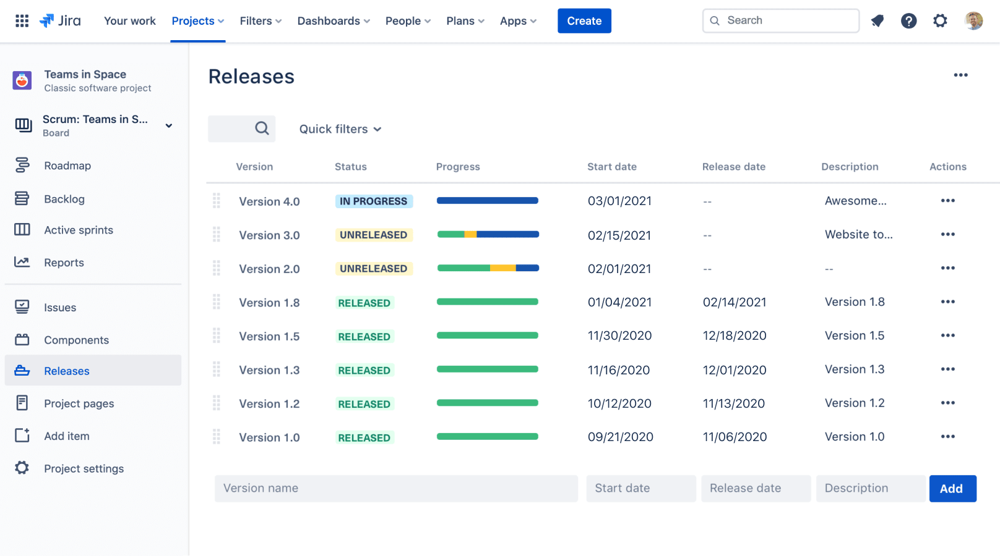 Jira Your work Projects Filters Dashboards People Plans Apps Create Search
Teams in Space
Classic software project
Scrum: Teams in S...
Board
Roadmap
Backlog
Active sprints
Reports
Issues
Components
Releases
Project pages
Add item
Project settings
Releases
Quick filters
Version Status Progress Start date Release date Description Actions
Version 4.0 IN PROGRESS 03/01/2021 -- Awesome...
Version 3.0 UNRELEASED 02/15/2021 -- Website to...
Version 2.0 UNRELEASED 02/01/2021 -- --
Version 1.8 RELEASED 01/04/2021 02/14/2021 Version 1.8
Version 1.5 RELEASED 11/30/2020 12/18/2020 Version 1.5
Version 1.3 RELEASED 11/16/2020 12/01/2020 Version 1.3
Version 1.2 RELEASED 10/12/2020 11/13/2020 Version 1.2
Version 1.0 RELEASED 09/21/2020 11/06/2020 Version 1.0
Version name Start date Release date Description Add